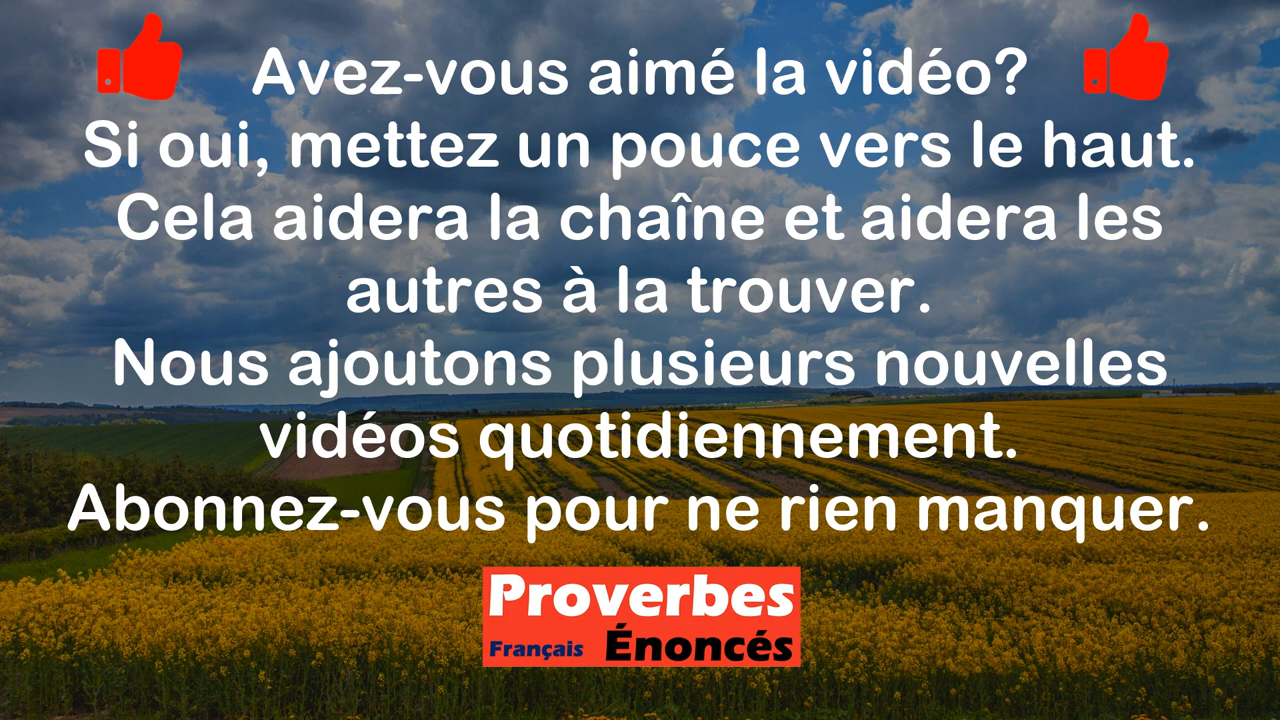 Avez-vous aimé la vidéo?
Si oui, mettez un pouce vers le haut.
Cela aidera la chaîne et aidera les
autres à la trouver.
Nous ajoutons plusieurs nouvelles
vidéos quotidiennement.
Abonnez-vous pour ne rien manquer.
Proverbes
Français Énoncés